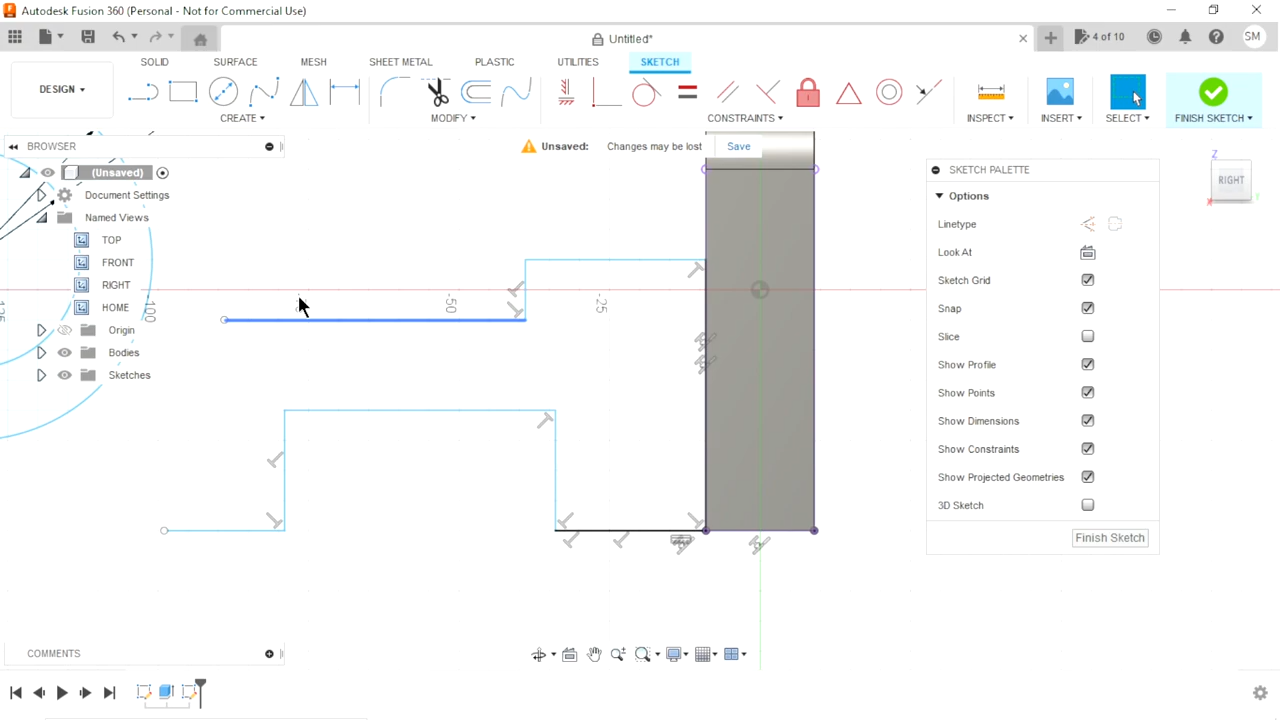 Autodesk Fusion 360 (Personal - Not for Commercial Use)
Untitled*
4 of 10
SM
SOLID SURFACE MESH SHEET METAL PLASTIC UTILITIES SKETCH
DESIGN
CREATE MODIFY CONSTRAINTS INSPECT INSERT SELECT FINISH SKETCH
BROWSER
Unsaved: Changes may be lost Save
(Unsaved)
Document Settings
Named Views
TOP
FRONT
RIGHT
HOME
Origin
Bodies
Sketches
-100
-50
-25
SKETCH PALETTE
Options
Linetype
Look At
Sketch Grid
Snap
Slice
Show Profile
Show Points
Show Dimensions
Show Constraints
Show Projected Geometries
3D Sketch
Finish Sketch
Z
RIGHT
X
Y
COMMENTS